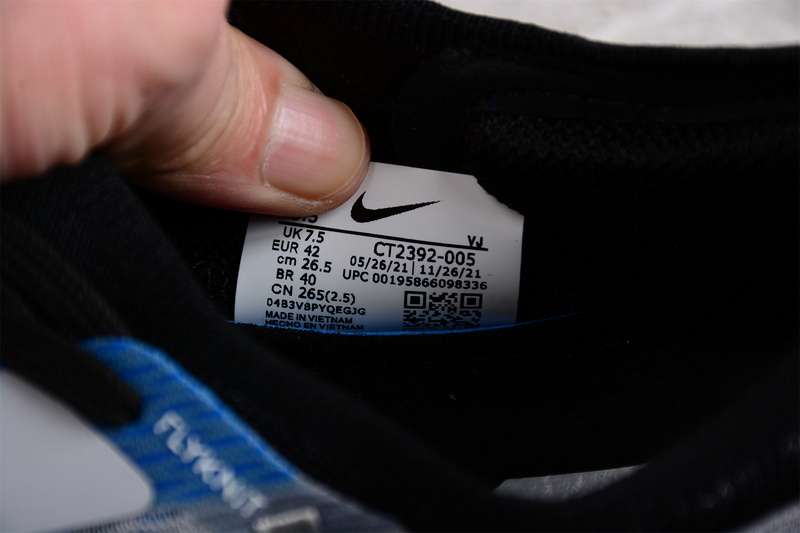 UK 7.5
VJ
EUR 42
CT2392-005
cm 26.5
05/26/21 | 11/26/21
BR 40
UPC 00195866098336
CN 265(2.5)
04B3V8PYQEGJG
MADE IN VIETNAM
HECHO EN VIETNAM
FLYKNIT